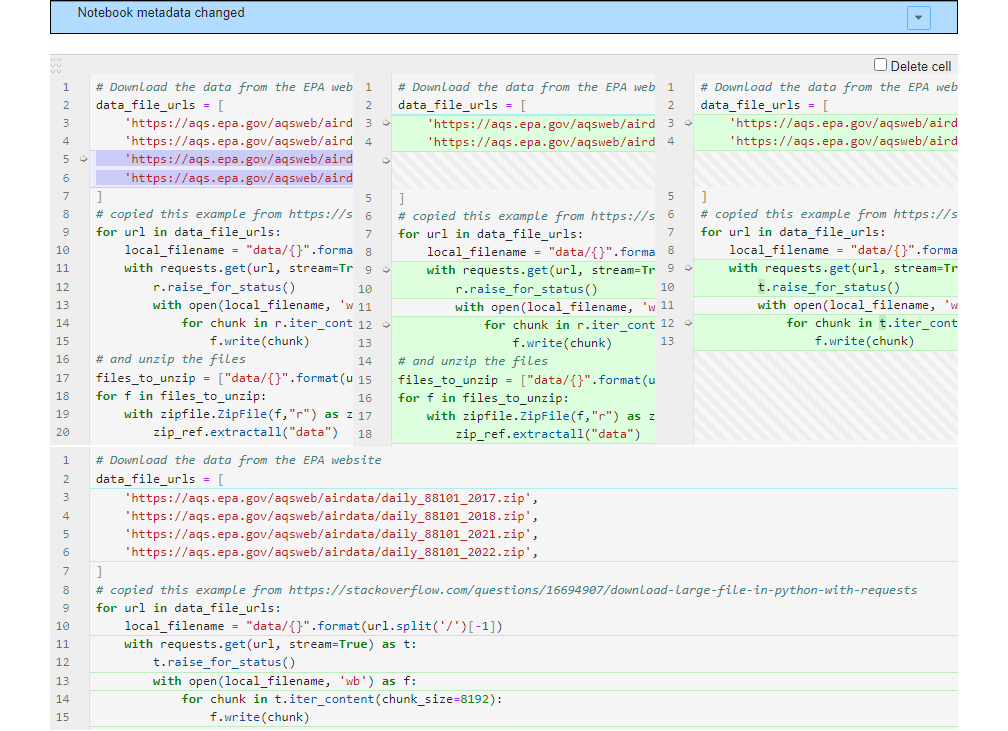 Notebook metadata changed
Delete cell
1 # Download the data from the EPA web
2 data_file_urls = [
3 'https://aqs.epa.gov/aqsweb/aird
4 'https://aqs.epa.gov/aqsweb/aird
5 'https://aqs.epa.gov/aqsweb/aird
6 'https://aqs.epa.gov/aqsweb/aird
7 ]
8 # copied this example from https://s
9 for url in data_file_urls:
10 local_filename = "data/{}".forma
11 with requests.get(url, stream=Tr
12 r.raise_for_status()
13 with open(local_filename, 'w
14 for chunk in r.iter_cont
15 f.write(chunk)
16 # and unzip the files
17 files_to_unzip = ["data/{}".format(u
18 for f in files_to_unzip:
19 with zipfile.ZipFile(f,"r") as z
20 zip_ref.extractall("data")
1 # Download the data from the EPA web
2 data_file_urls = [
3 'https://aqs.epa.gov/aqsweb/aird
4 'https://aqs.epa.gov/aqsweb/aird
5 ]
6 # copied this example from https://s
7 for url in data_file_urls:
8 local_filename = "data/{}".forma
9 with requests.get(url, stream=Tr
10 r.raise_for_status()
11 with open(local_filename, 'w
12 for chunk in r.iter_cont
13 f.write(chunk)
14 # and unzip the files
15 files_to_unzip = ["data/{}".format(u
16 for f in files_to_unzip:
17 with zipfile.ZipFile(f,"r") as z
18 zip_ref.extractall("data")
1 # Download the data from the EPA web
2 data_file_urls = [
3 'https://aqs.epa.gov/aqsweb/aird
4 'https://aqs.epa.gov/aqsweb/aird
5 ]
6 # copied this example from https://s
7 for url in data_file_urls:
8 local_filename = "data/{}".forma
9 with requests.get(url, stream=Tr
10 t.raise_for_status()
11 with open(local_filename, 'w
12 for chunk in t.iter_cont
13 f.write(chunk)
1 # Download the data from the EPA website
2 data_file_urls = [
3 'https://aqs.epa.gov/aqsweb/airdata/daily_88101_2017.zip',
4 'https://aqs.epa.gov/aqsweb/airdata/daily_88101_2018.zip',
5 'https://aqs.epa.gov/aqsweb/airdata/daily_88101_2021.zip',
6 'https://aqs.epa.gov/aqsweb/airdata/daily_88101_2022.zip',
7 ]
8 # copied this example from https://stackoverflow.com/questions/16694907/download-large-file-in-python-with-requests
9 for url in data_file_urls:
10 local_filename = "data/{}".format(url.split('/')[-1])
11 with requests.get(url, stream=True) as t:
12 t.raise_for_status()
13 with open(local_filename, 'wb') as f:
14 for chunk in t.iter_content(chunk_size=8192):
15 f.write(chunk)